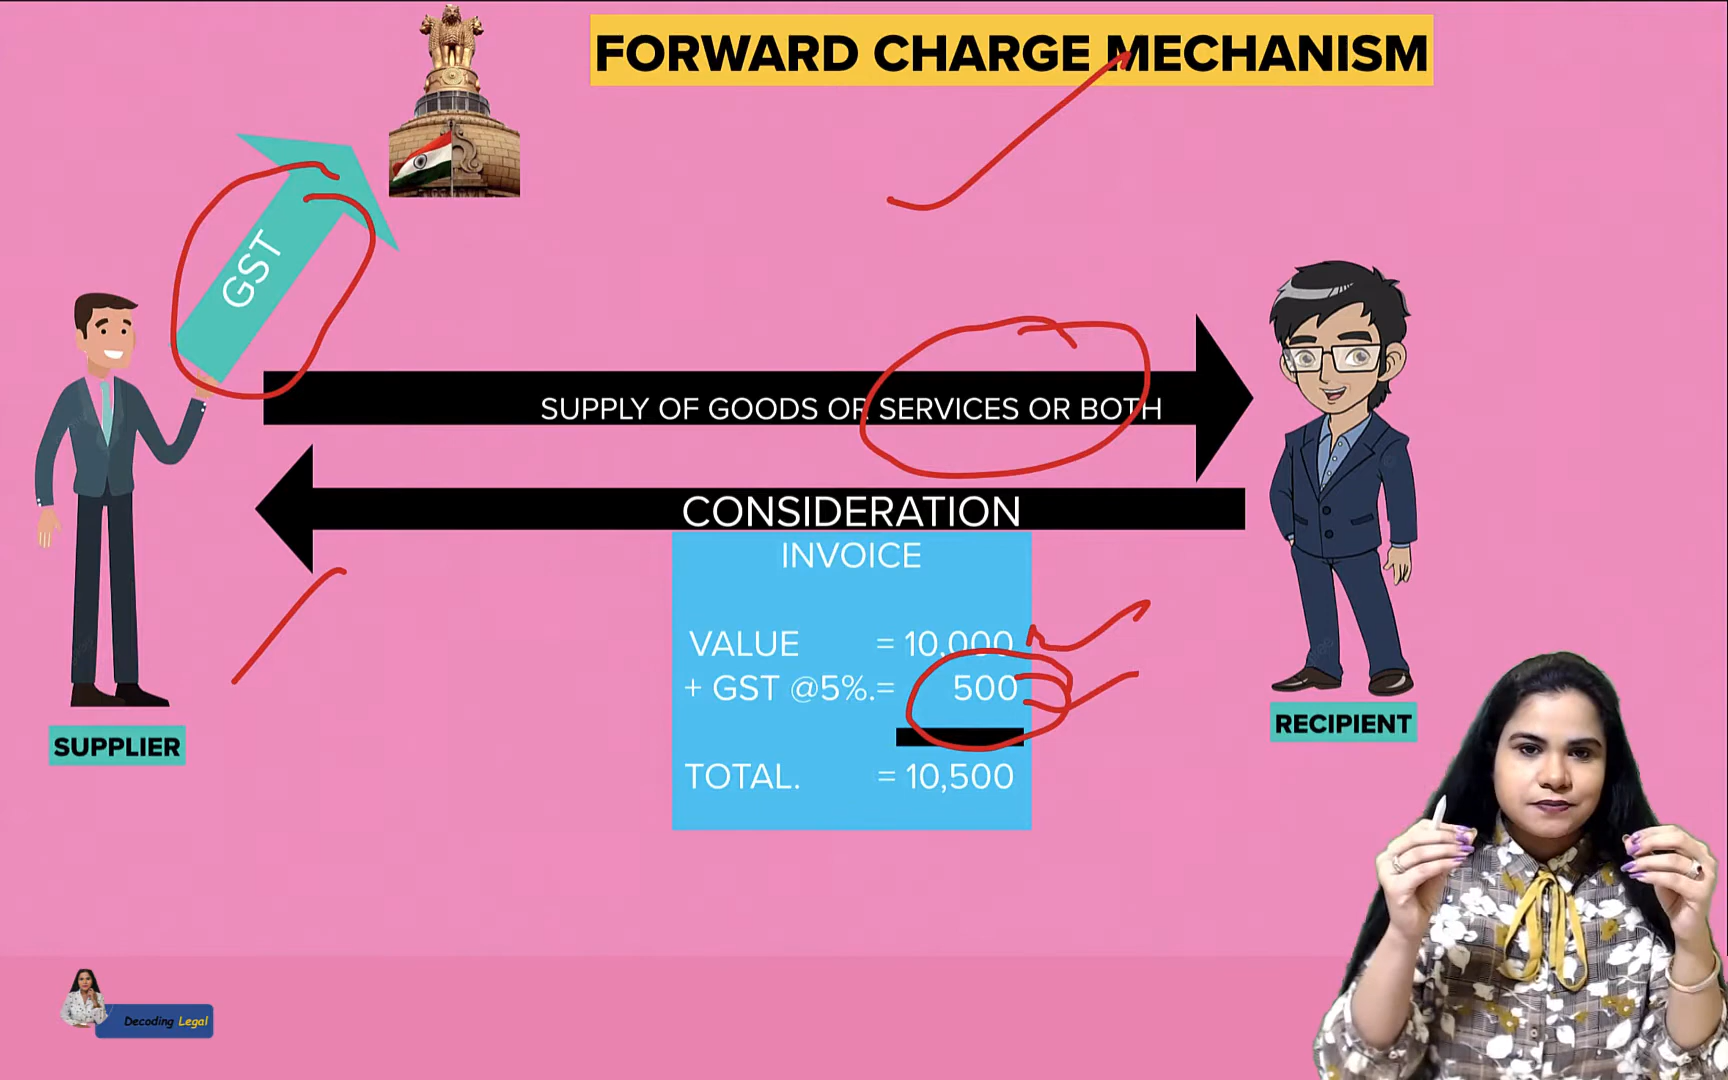 FORWARD CHARGE MECHANISM
GST
SUPPLY OF GOODS OR SERVICES OR BOTH
CONSIDERATION
INVOICE
VALUE = 10,000
+ GST @5%.= 500
TOTAL. = 10,500
SUPPLIER
RECIPIENT
Decoding Legal